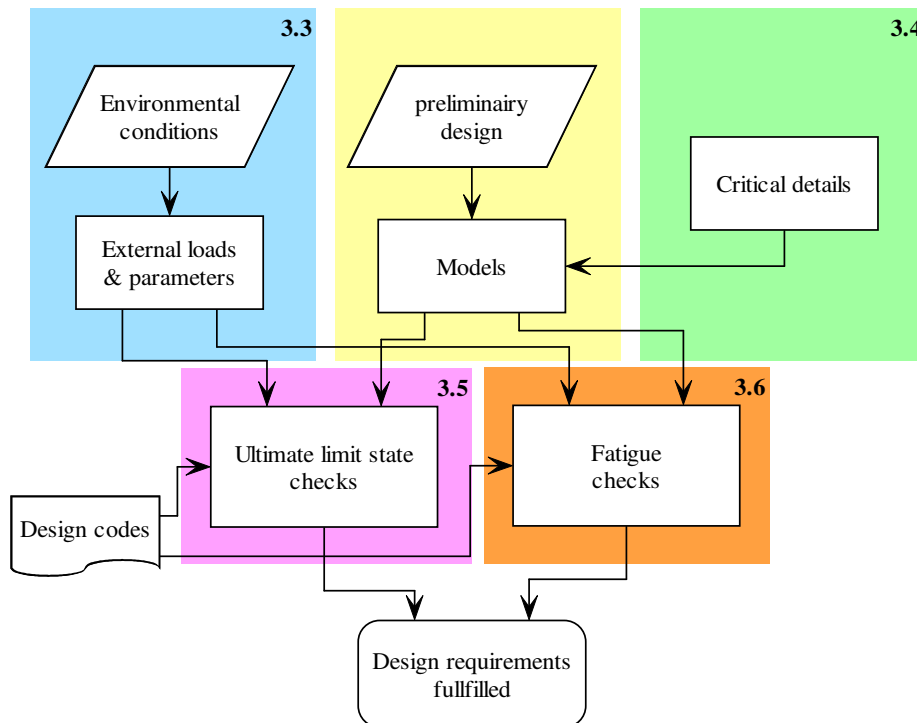 3.3
3.4
Environmental
conditions
preliminairy
design
Critical details
External loads
& parameters
Models
3.5
3.6
Ultimate limit state
checks
Fatigue
checks
Design codes
Design requirements
fullfilled